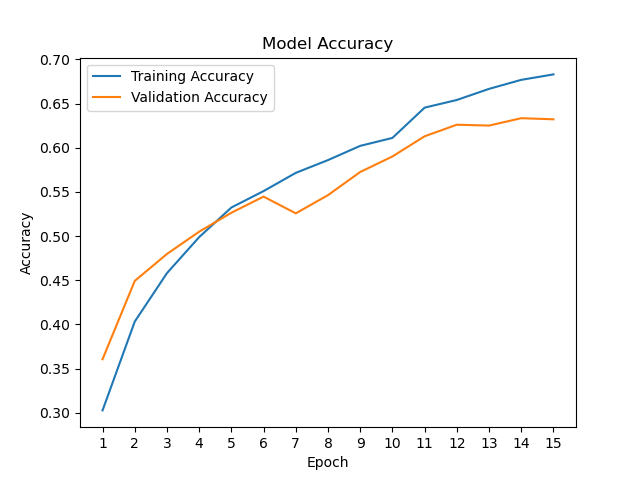 Model Accuracy
Training Accuracy
Validation Accuracy
Accuracy
0.70
0.65
0.60
0.55
0.50
0.45
0.40
0.35
0.30
1 2 3 4 5 6 7 8 9 10 11 12 13 14 15
Epoch